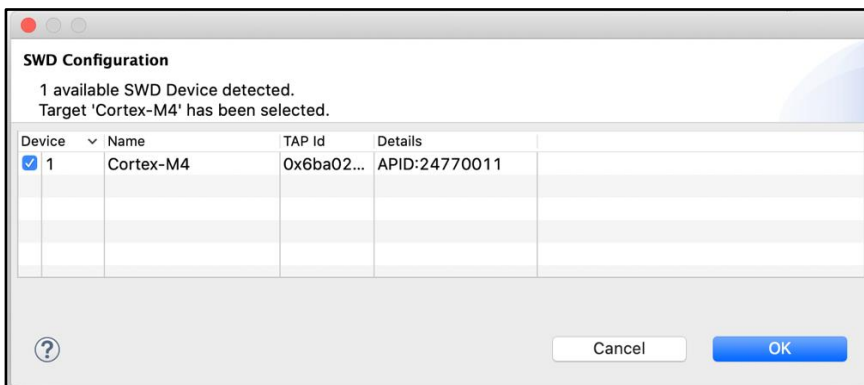 SWD Configuration
1 available SWD Device detected.
Target 'Cortex-M4' has been selected.
Device Name TAP Id Details
1 Cortex-M4 0x6ba02... APID:24770011
? Cancel OK